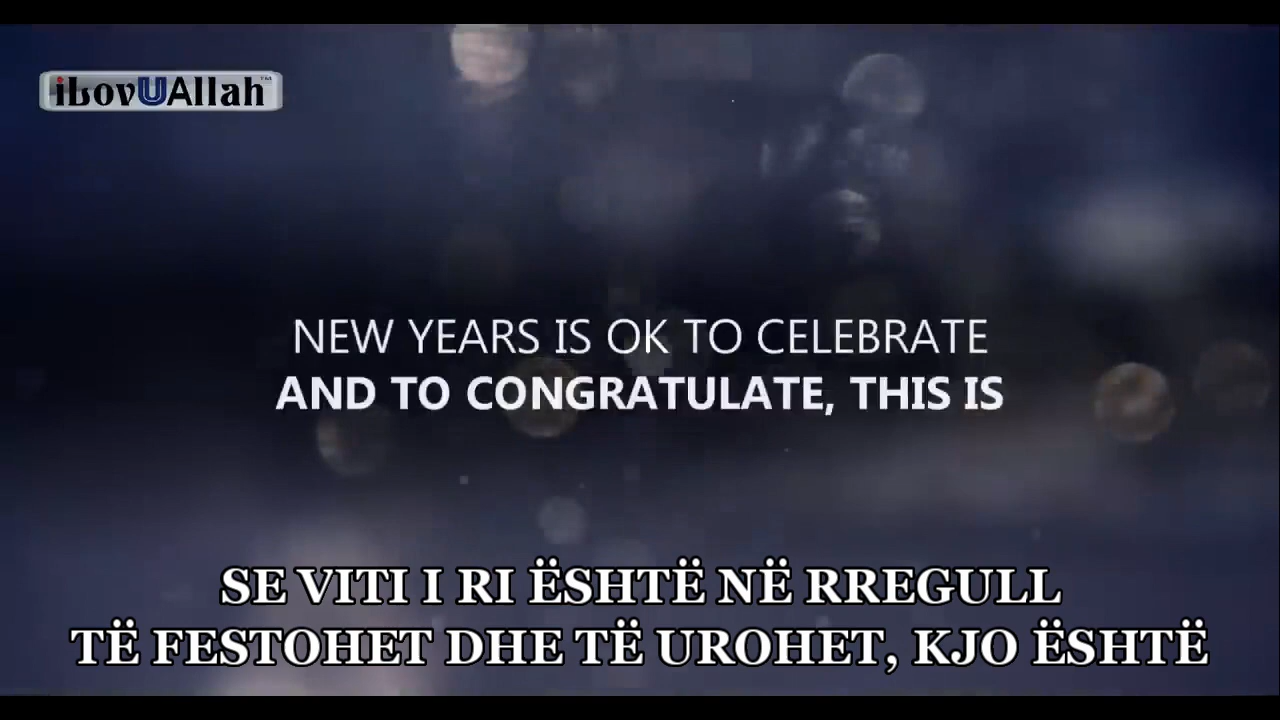 iLovUAllah™
NEW YEARS IS OK TO CELEBRATE
AND TO CONGRATULATE, THIS IS
SE VITI I RI ËSHTË NË RREGULL
TË FESTOHET DHE TË UROHET, KJO ËSHTË